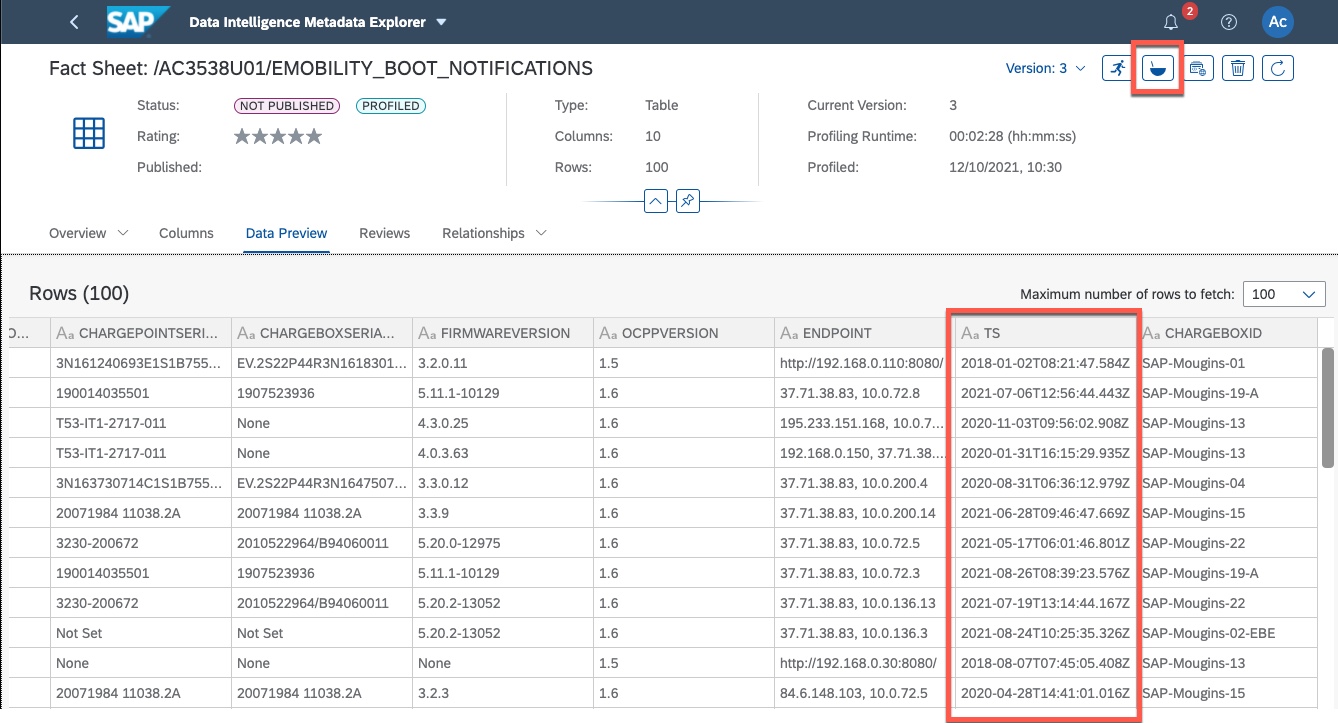 SAP Data Intelligence Metadata Explorer 2 Ac
Fact Sheet: /AC3538U01/EMOBILITY_BOOT_NOTIFICATIONS Version: 3
Status: NOT PUBLISHED PROFILED Type: Table Current Version: 3
Rating: Columns: 10 Profiling Runtime: 00:02:28 (hh:mm:ss)
Published: Rows: 100 Profiled: 12/10/2021, 10:30
Overview Columns Data Preview Reviews Relationships
Rows (100) Maximum number of rows to fetch: 100
O... Aa CHARGEPOINTSERI... Aa CHARGEBOXSERIA... Aa FIRMWAREVERSION Aa OCPPVERSION Aa ENDPOINT Aa TS Aa CHARGEBOXID
3N161240693E1S1B755... EV.2S22P44R3N1618301... 3.2.0.11 1.5 http://192.168.0.110:8080/ 2018-01-02T08:21:47.584Z SAP-Mougins-01
190014035501 1907523936 5.11.1-10129 1.6 37.71.38.83, 10.0.72.8 2021-07-06T12:56:44.443Z SAP-Mougins-19-A
T53-IT1-2717-011 None 4.3.0.25 1.6 195.233.151.168, 10.0.7... 2020-11-03T09:56:02.908Z SAP-Mougins-13
T53-IT1-2717-011 None 4.0.3.63 1.6 192.168.0.150, 37.71.38.... 2020-01-31T16:15:29.935Z SAP-Mougins-13
3N163730714C1S1B755... EV.2S22P44R3N1647507... 3.3.0.12 1.6 37.71.38.83, 10.0.200.4 2020-08-31T06:36:12.979Z SAP-Mougins-04
20071984 11038.2A 20071984 11038.2A 3.3.9 1.6 37.71.38.83, 10.0.200.14 2021-06-28T09:46:47.669Z SAP-Mougins-15
3230-200672 2010522964/B94060011 5.20.0-12975 1.6 37.71.38.83, 10.0.72.5 2021-05-17T06:01:46.801Z SAP-Mougins-22
190014035501 1907523936 5.11.1-10129 1.6 37.71.38.83, 10.0.72.3 2021-08-26T08:39:23.576Z SAP-Mougins-19-A
3230-200672 2010522964/B94060011 5.20.2-13052 1.6 37.71.38.83, 10.0.136.13 2021-07-19T13:14:44.167Z SAP-Mougins-22
Not Set Not Set 5.20.2-13052 1.6 37.71.38.83, 10.0.136.3 2021-08-24T10:25:35.326Z SAP-Mougins-02-EBE
None None None 1.5 http://192.168.0.30:8080/ 2018-08-07T07:45:05.408Z SAP-Mougins-13
20071984 11038.2A 20071984 11038.2A 3.2.3 1.6 84.6.148.103, 10.0.72.5 2020-04-28T14:41:01.016Z SAP-Mougins-15